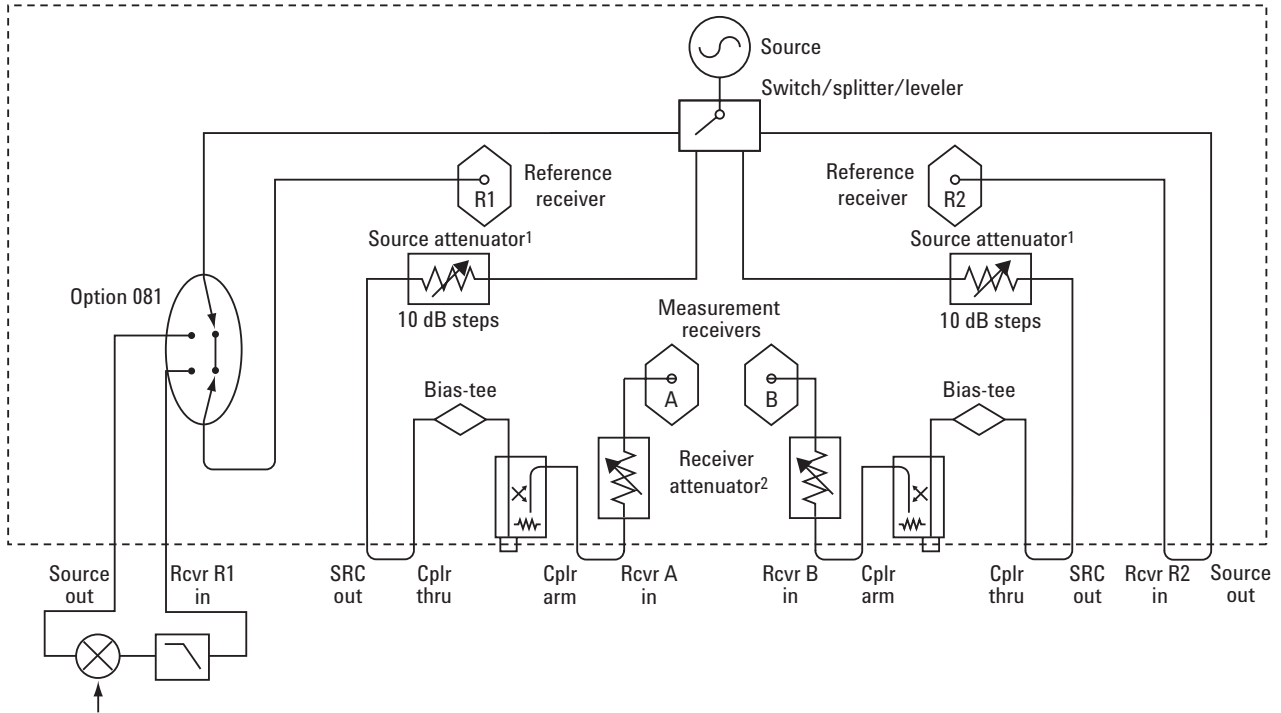 Source
Switch/splitter/leveler
R1
Reference
receiver
Reference
receiver
R2
Source attenuator1
10 dB steps
Source attenuator1
10 dB steps
Option 081
Measurement
receivers
A
B
Bias-tee
Bias-tee
Receiver
attenuator2
Source
out
Rcvr R1
in
SRC
out
Cplr
thru
Cplr
arm
Rcvr A
in
Rcvr B
in
Cplr
arm
Cplr
thru
SRC
out
Rcvr R2
in
Source
out